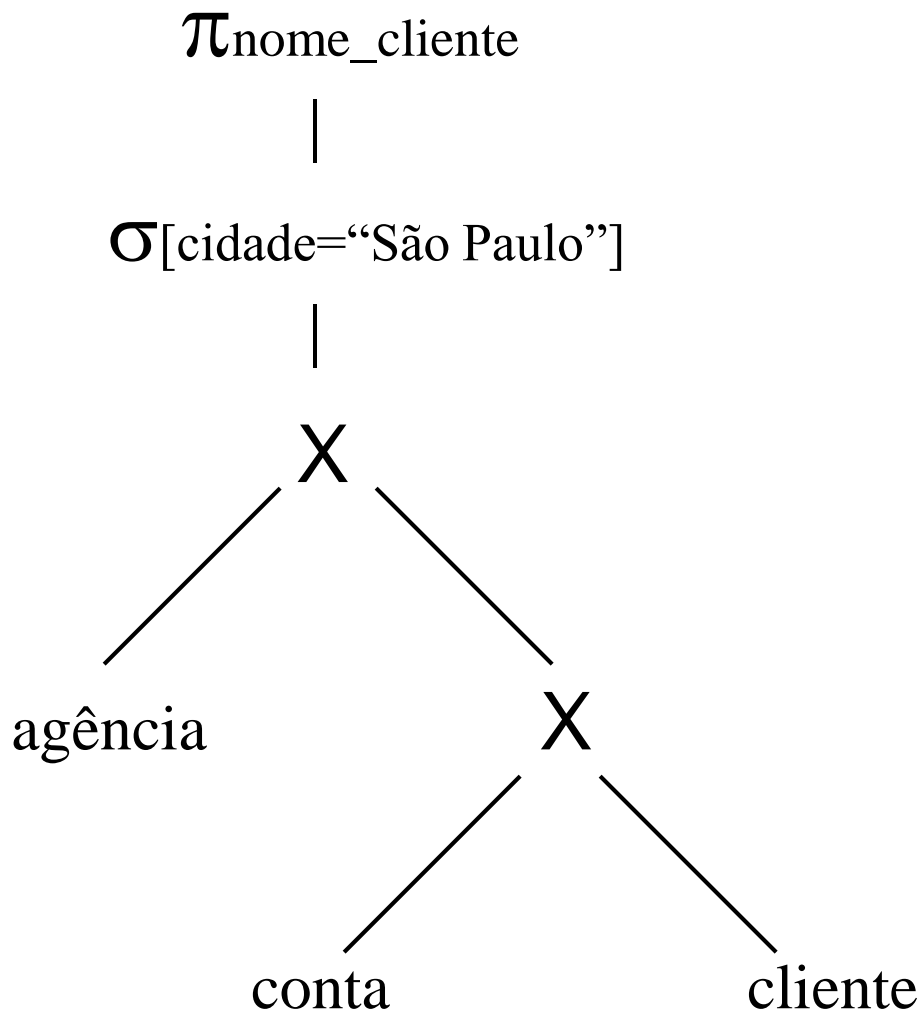 πnome_cliente
σ[cidade=“São Paulo”]
X
agência
X
conta
cliente